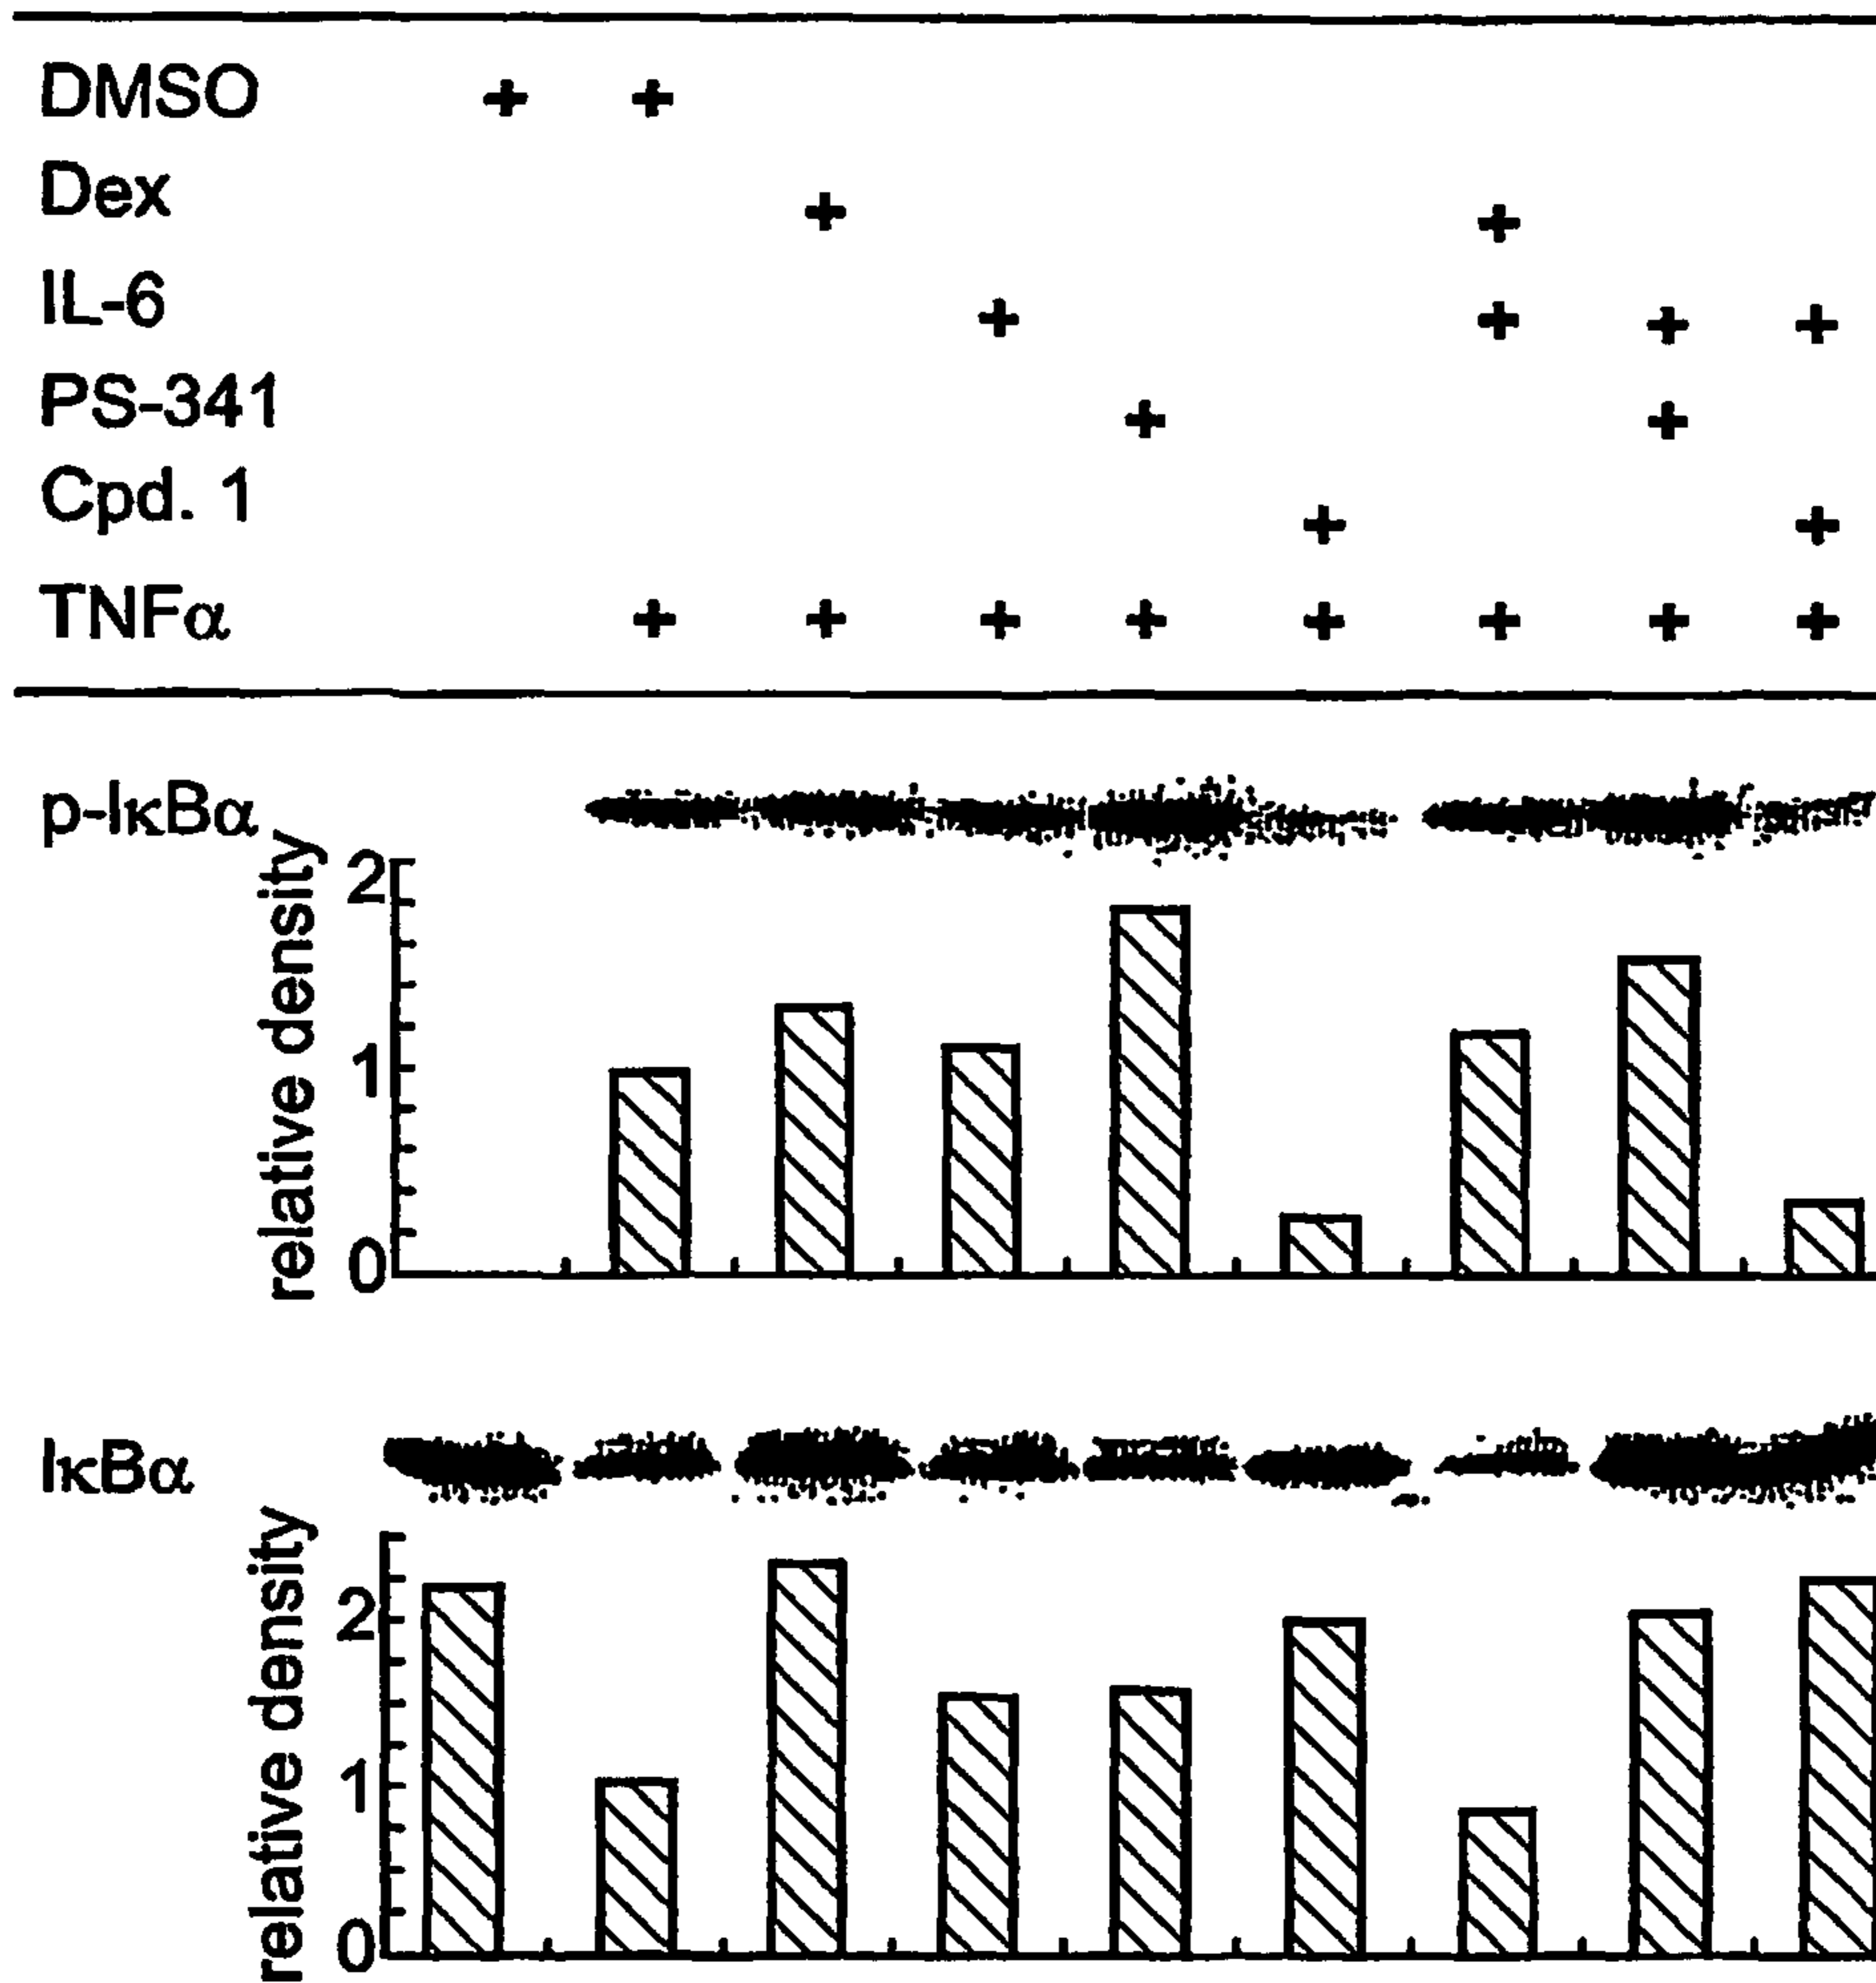 DMSO + +
Dex + +
IL-6 + + + +
PS-341 + +
Cpd. 1 + +
TNFα + + + + + + + +
p-IκBα
relative density
2
1
0
IκBα
relative density
2
1
0